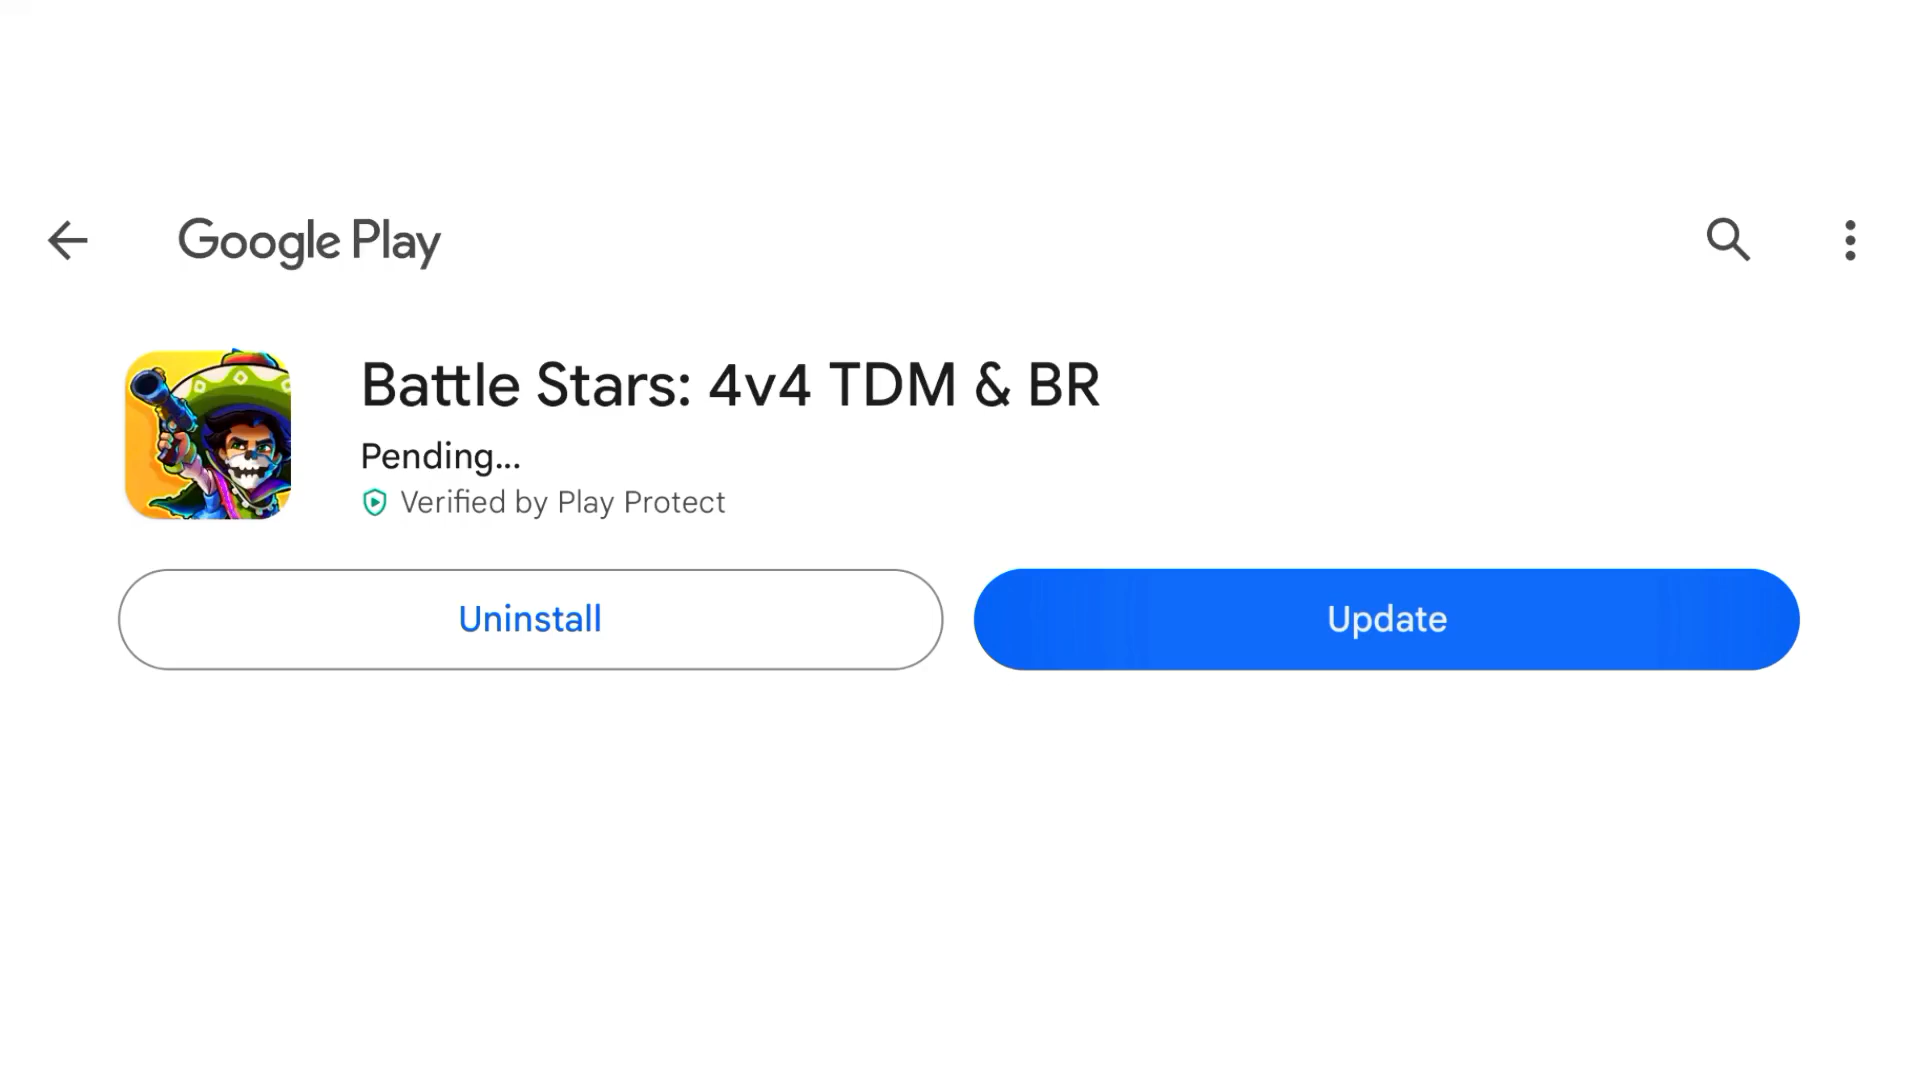 Google Play
Battle Stars: 4v4 TDM & BR
Pending...
Verified by Play Protect
Uninstall
Update